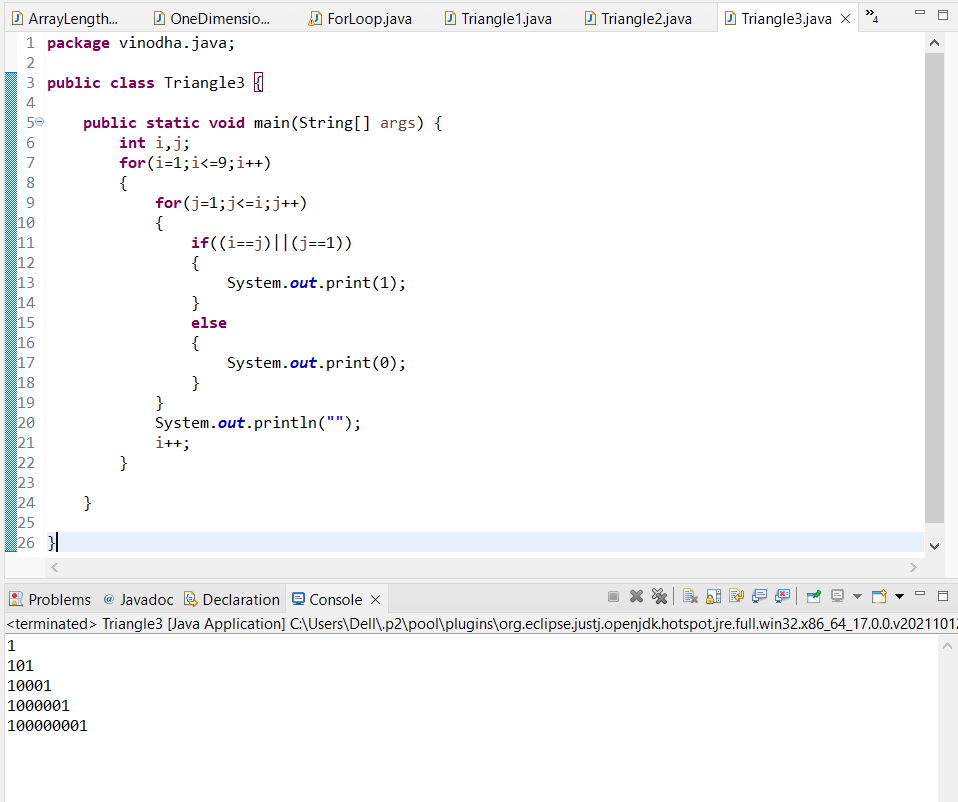 ArrayLength... OneDimensio... ForLoop.java Triangle1.java Triangle2.java Triangle3.java »4
1 package vinodha.java;
2
3 public class Triangle3 {
4
5 public static void main(String[] args) {
6 int i,j;
7 for(i=1;i<=9;i++)
8 {
9 for(j=1;j<=i;j++)
10 {
11 if((i==j)||(j==1))
12 {
13 System.out.print(1);
14 }
15 else
16 {
17 System.out.print(0);
18 }
19 }
20 System.out.println("");
21 i++;
22 }
23
24 }
25
26 }
Problems @ Javadoc Declaration Console
<terminated> Triangle3 [Java Application] C:\Users\Dell\.p2\pool\plugins\org.eclipse.justj.openjdk.hotspot.jre.full.win32.x86_64_17.0.0.v2021101
1
101
10001
1000001
100000001